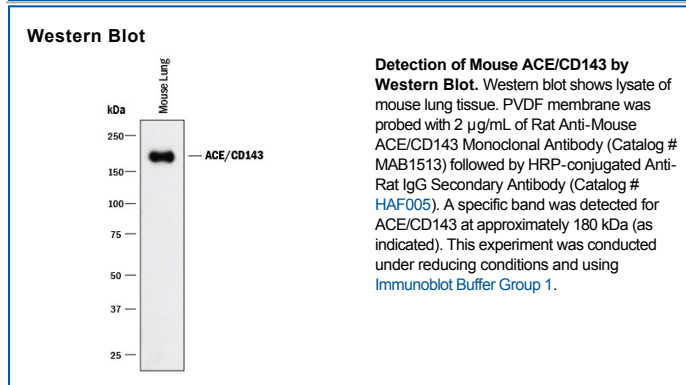 Western Blot
Mouse Lung
kDa
250
ACE/CD143
150
100
75
50
37
25
Detection of Mouse ACE/CD143 by
Western Blot. Western blot shows lysate of
mouse lung tissue. PVDF membrane was
probed with 2 µg/mL of Rat Anti-Mouse
ACE/CD143 Monoclonal Antibody (Catalog #
MAB1513) followed by HRP-conjugated Anti-
Rat IgG Secondary Antibody (Catalog #
HAF005). A specific band was detected for
ACE/CD143 at approximately 180 kDa (as
indicated). This experiment was conducted
under reducing conditions and using
Immunoblot Buffer Group 1.